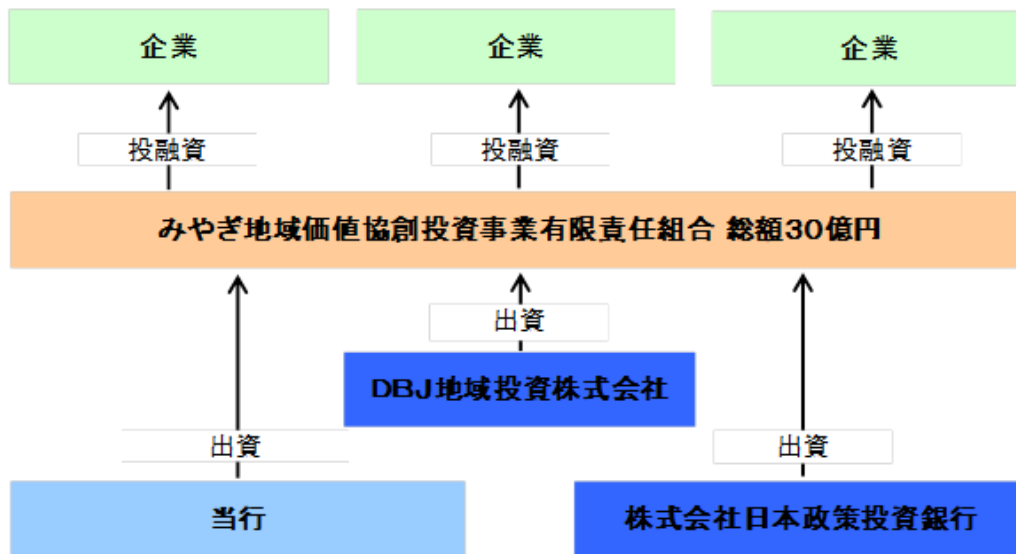 企業
企業
企業
投融資
投融資
投融資
みやぎ地域価値協創投資事業有限責任組合 総額30億円
出資
DBJ地域投資株式会社
出資
出資
当行
株式会社日本政策投資銀行